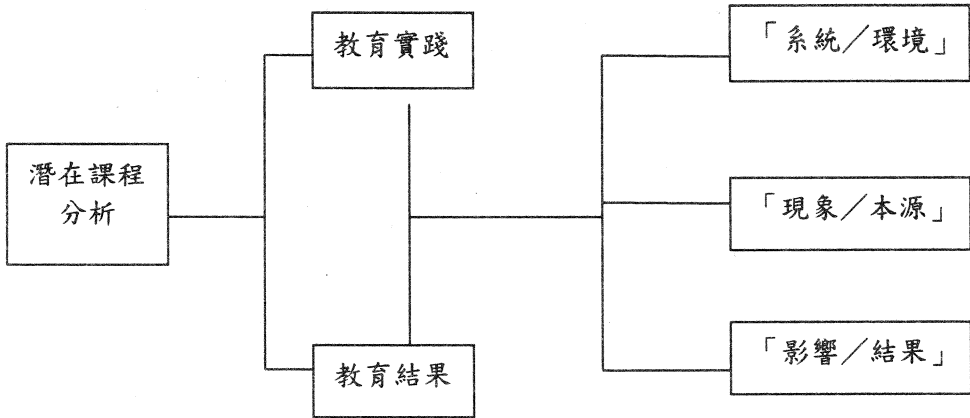 教育實踐
「系統／環境」
潛在課程
分析
「現象／本源」
教育結果
「影響／結果」